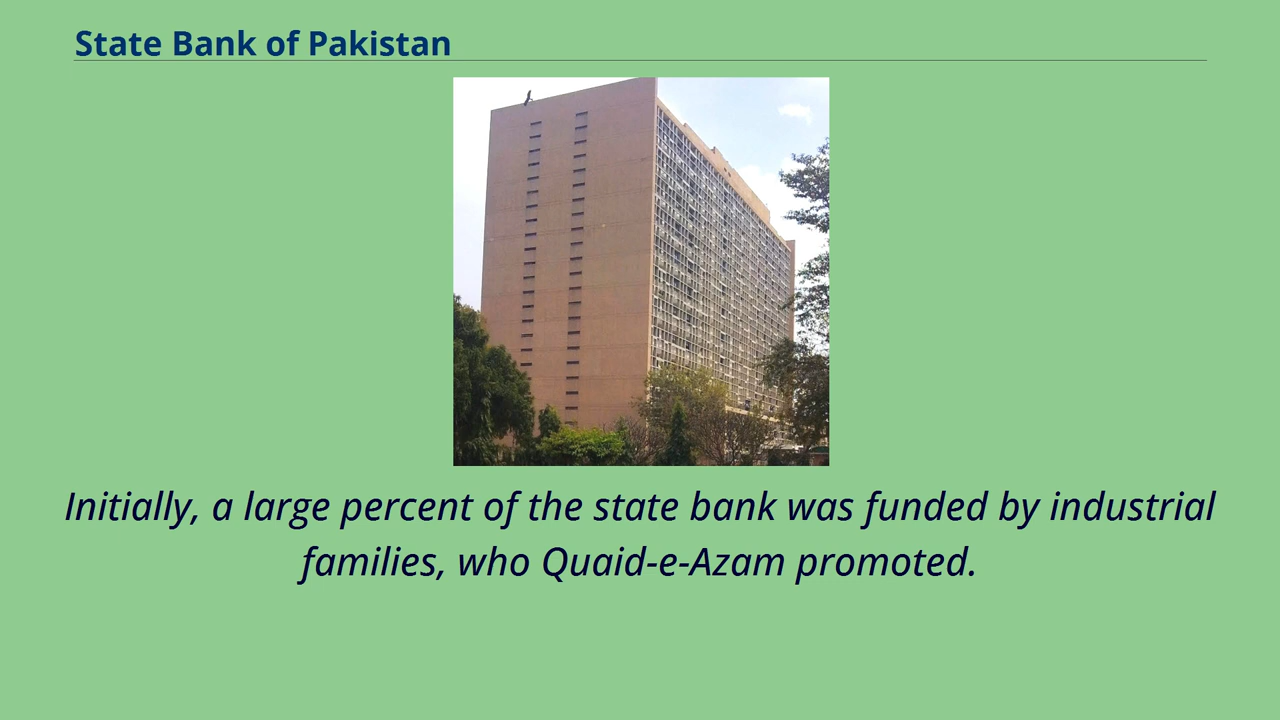 State Bank of Pakistan
Initially, a large percent of the state bank was funded by industrial
families, who Quaid-e-Azam promoted.